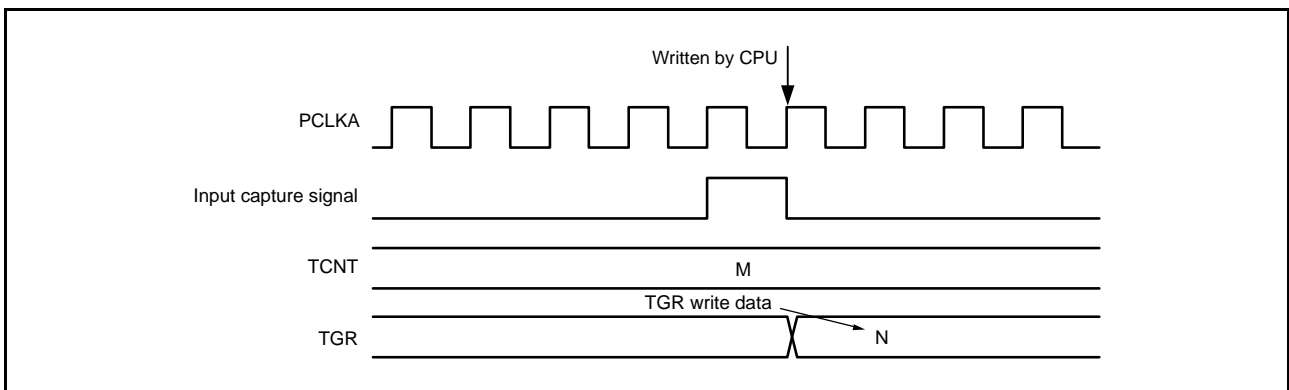 Written by CPU
PCLKA
Input capture signal
TCNT
M
TGR write data
TGR
N